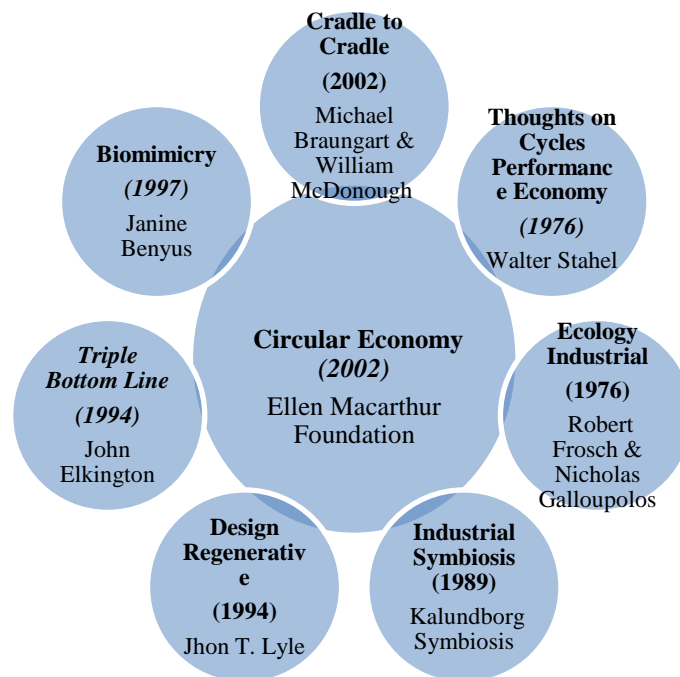 Cradle to
Cradle
(2002)
Michael
Braungart &
William
McDonough
Thoughts on
Cycles
Performanc
e Economy
(1976)
Walter Stahel
Ecology
Industrial
(1976)
Robert
Frosch &
Nicholas
Galloupolos
Industrial
Symbiosis
(1989)
Kalundborg
Symbiosis
Design
Regenerativ
e
(1994)
Jhon T. Lyle
Triple
Bottom Line
(1994)
John
Elkington
Biomimicry
(1997)
Janine
Benyus
Circular Economy
(2002)
Ellen Macarthur
Foundation